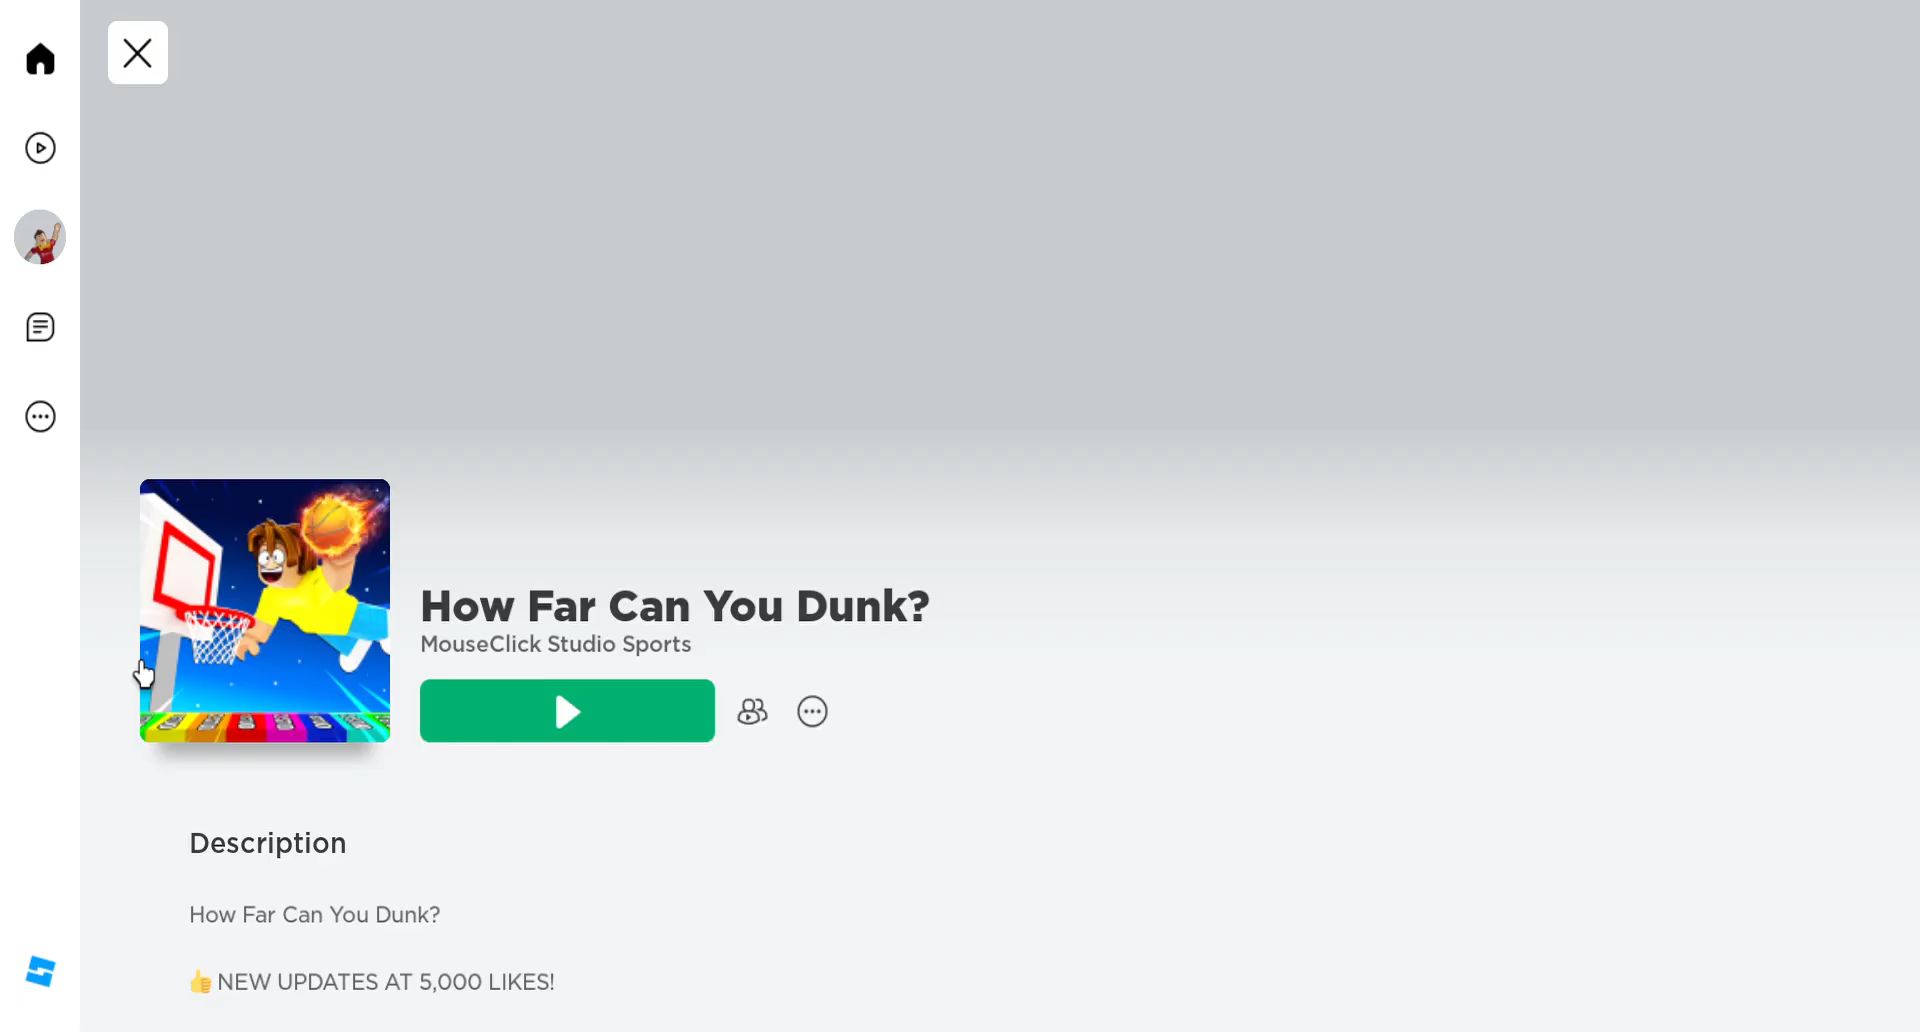 How Far Can You Dunk?
MouseClick Studio Sports
Description
How Far Can You Dunk?
👍 NEW UPDATES AT 5,000 LIKES!